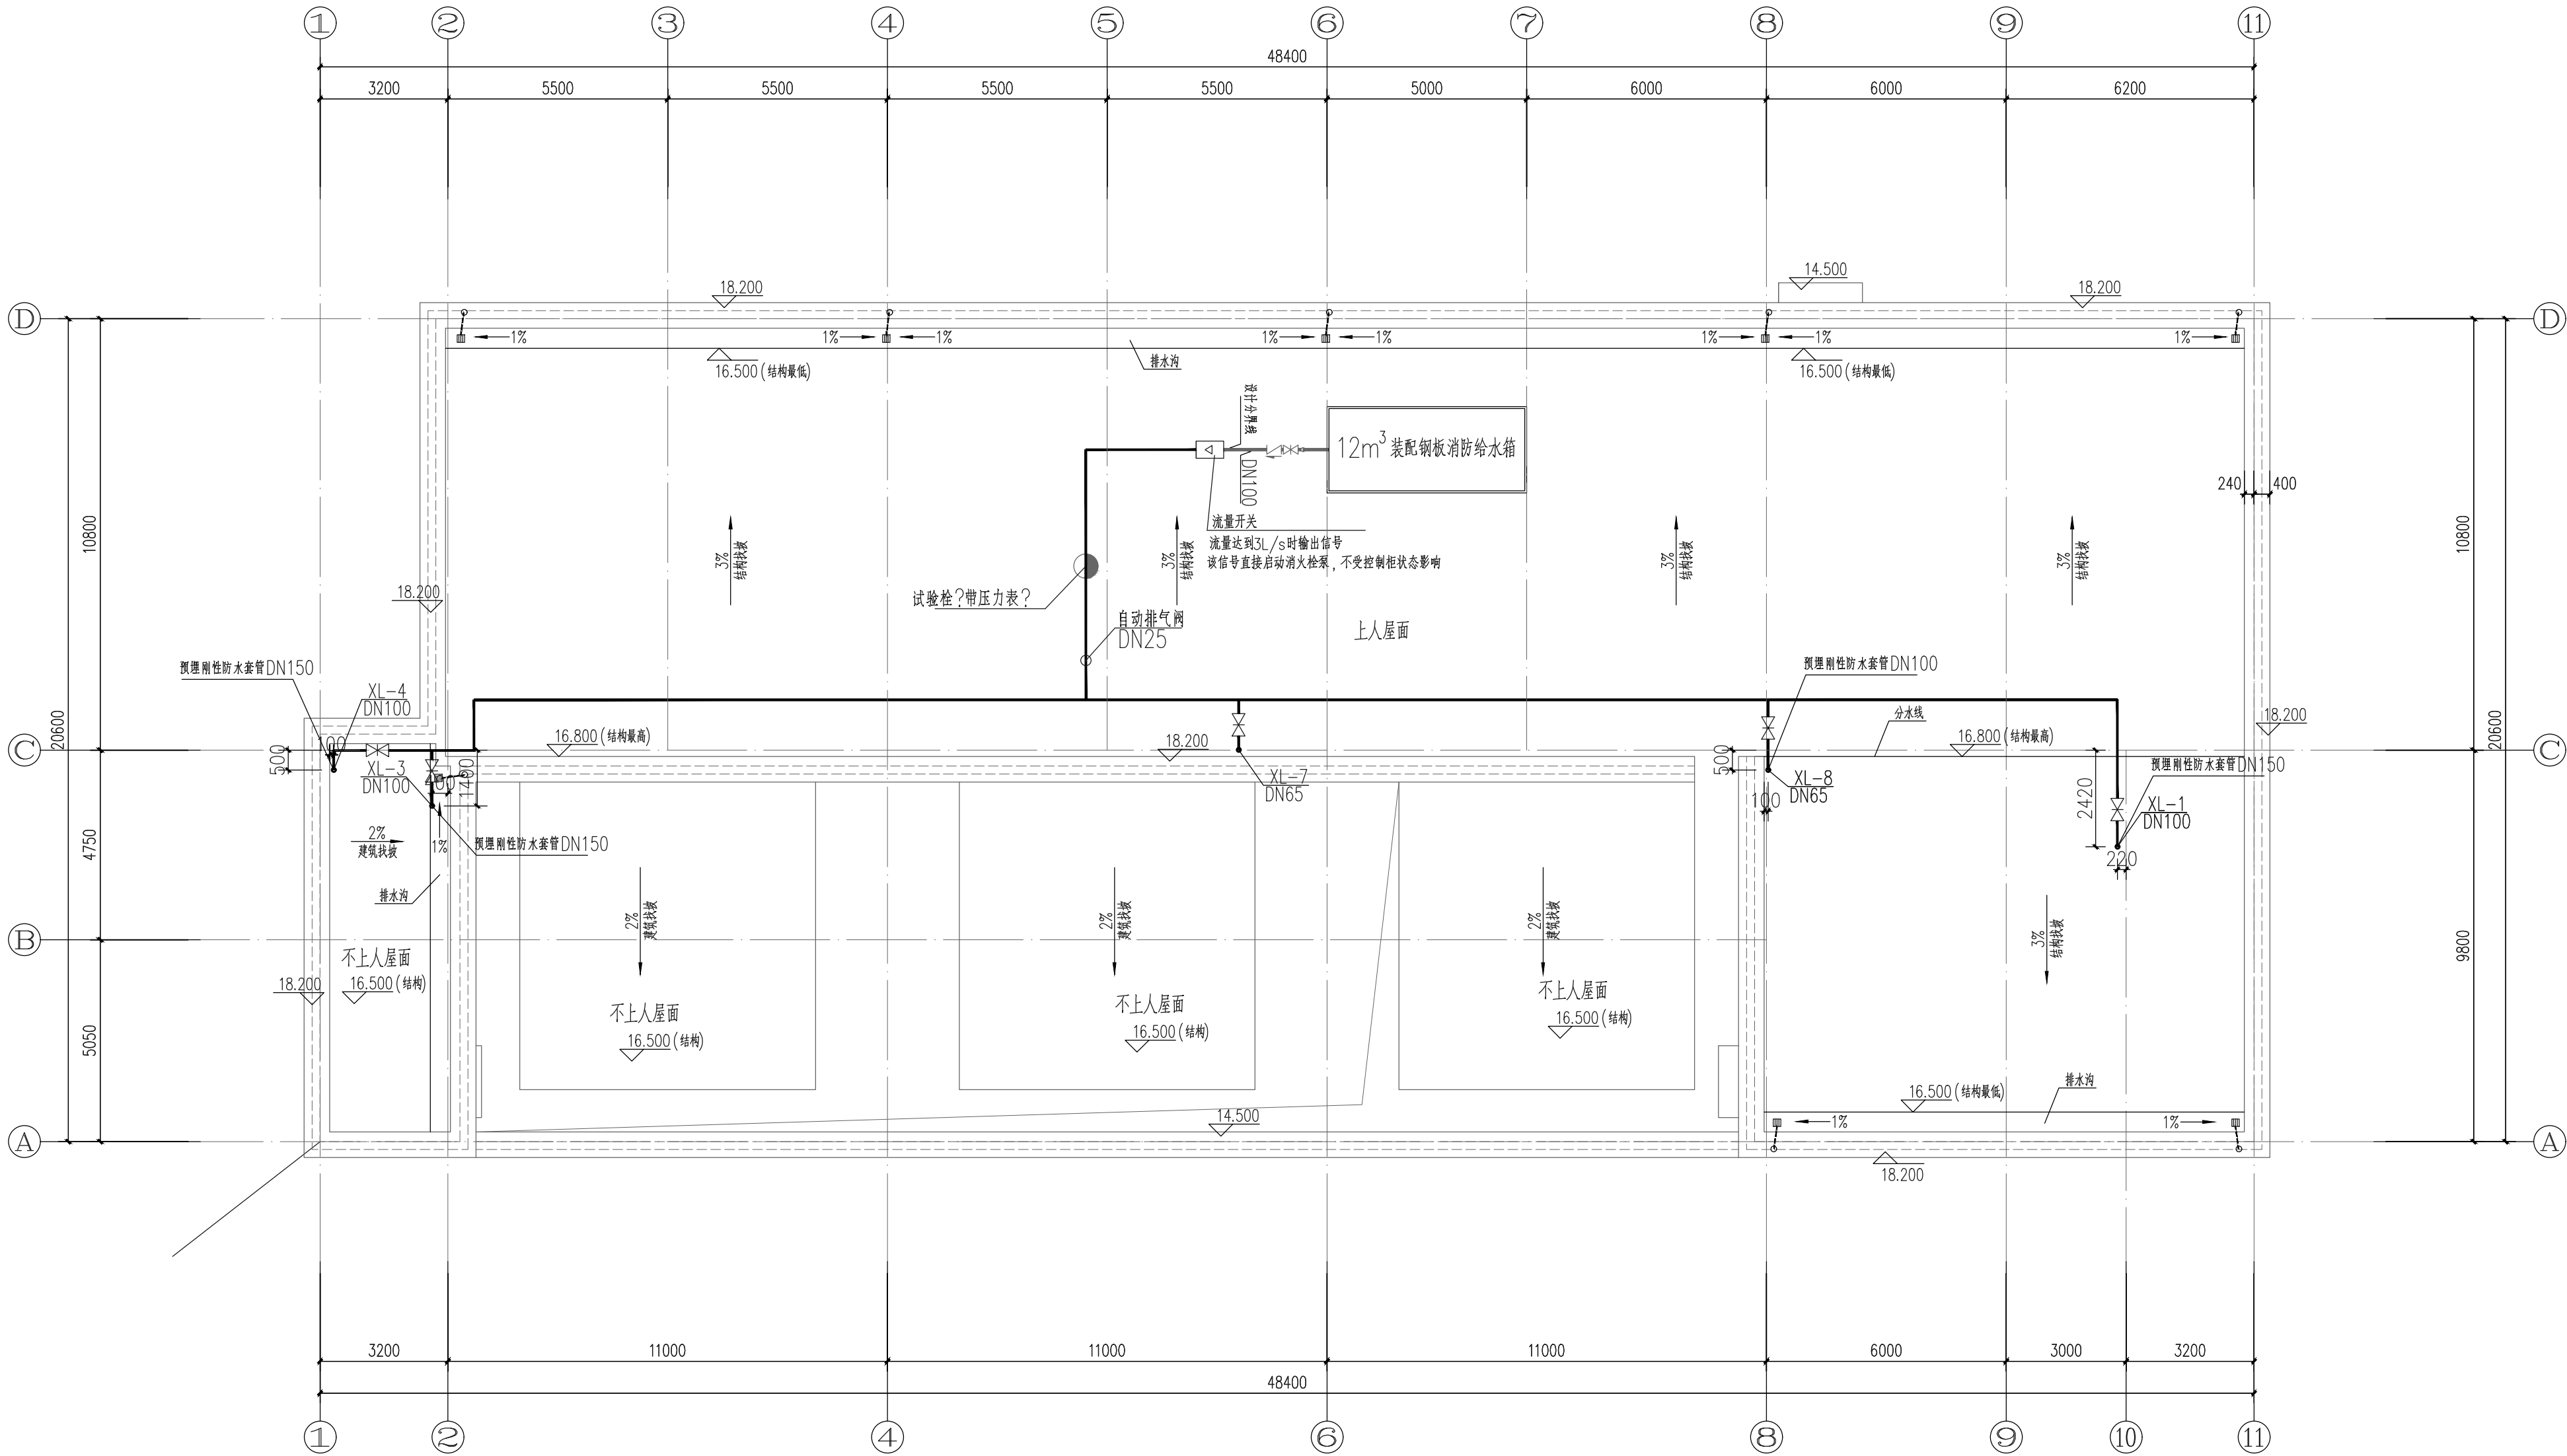 1 2 3 4 5 6 7 8 9 11
48400
3200 5500 5500 5500 5500 5000 6000 6000 6200
14.500
18.200 18.200
D D
1% 1% 1% 1% 1% 1% 1% 1%
排水沟
16.500(结构最低) 16.500(结构最低)
设计分界线
12m³装配钢板消防给水箱
DN100
240 400
流量开关
流量达到3L/s时输出信号
该信号直接启动消火栓泵，不受控制柜状态影响
10800 10800
3% 结构找坡
3% 结构找坡
3% 结构找坡
3% 结构找坡
18.200
试验栓?带压力表?
自动排气阀
DN25
上人屋面
预埋刚性防水套管DN150
预埋刚性防水套管DN100
XL-4
DN100
20600 20600
分水线
18.200
16.800(结构最高)
18.200
16.800(结构最高)
C C
500
XL-3
DN100
400
1400
XL-7
DN65
500
XL-8
DN65
100
2420
预埋刚性防水套管DN150
XL-1
DN100
220
4750
2%
建筑找坡
1%
预埋刚性防水套管DN150
排水沟
2% 建筑找坡
2% 建筑找坡
2% 建筑找坡
3% 结构找坡
B
9800
不上人屋面
16.500(结构)
18.200
不上人屋面
16.500(结构)
不上人屋面
16.500(结构)
不上人屋面
16.500(结构)
5050
14.500
16.500(结构最低)
排水沟
1% 1%
A A
18.200
3200 11000 11000 11000 6000 3000 3200
48400
1 2 4 6 8 9 10 11